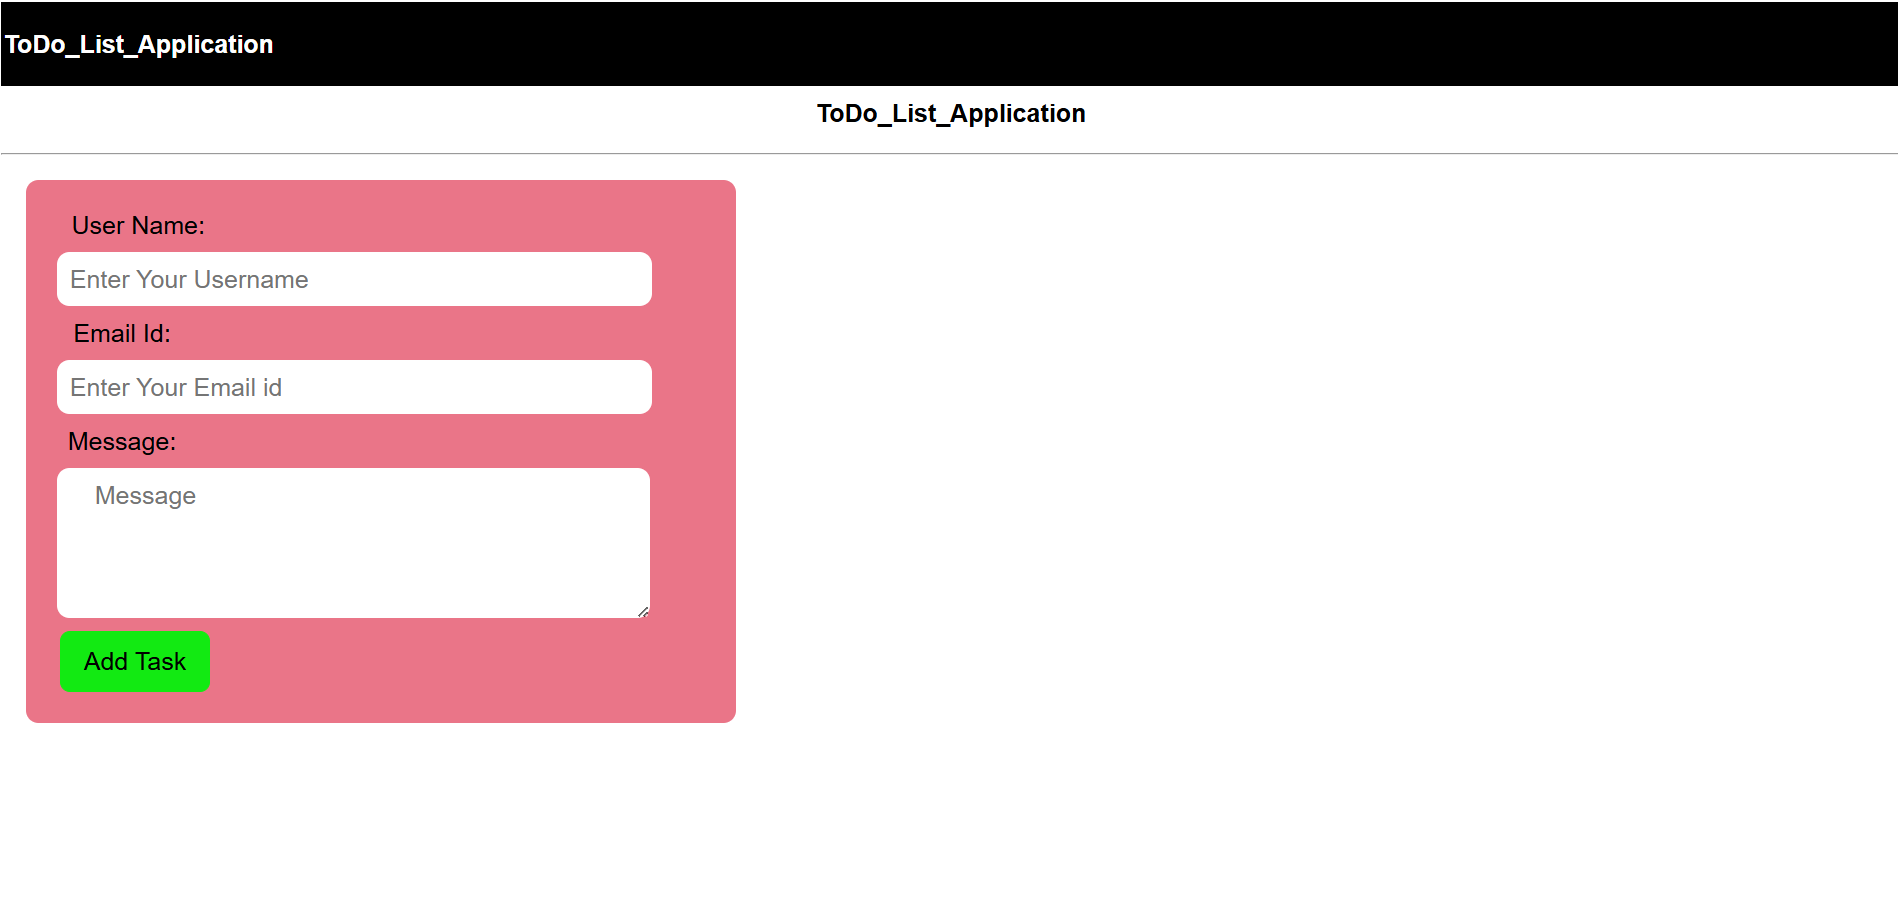 ToDo_List_Application
ToDo_List_Application
User Name:
Enter Your Username
Email Id:
Enter Your Email id
Message:
Message
Add Task